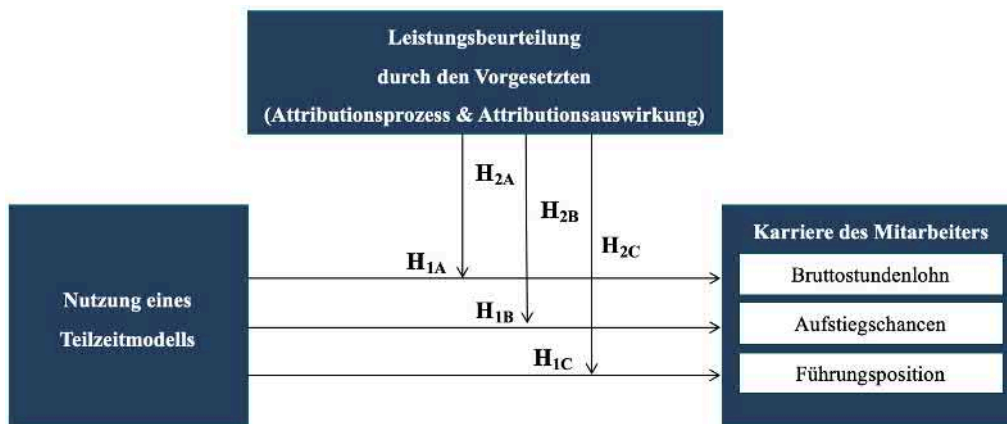 Leistungsbeurteilung
durch den Vorgesetzten
(Attributionsprozess & Attributionsauswirkung)
H2A
H2B
H2C
Nutzung eines
Teilzeitmodells
H1A
H1B
H1C
Karriere des Mitarbeiters
Bruttostundenlohn
Aufstiegschancen
Führungsposition